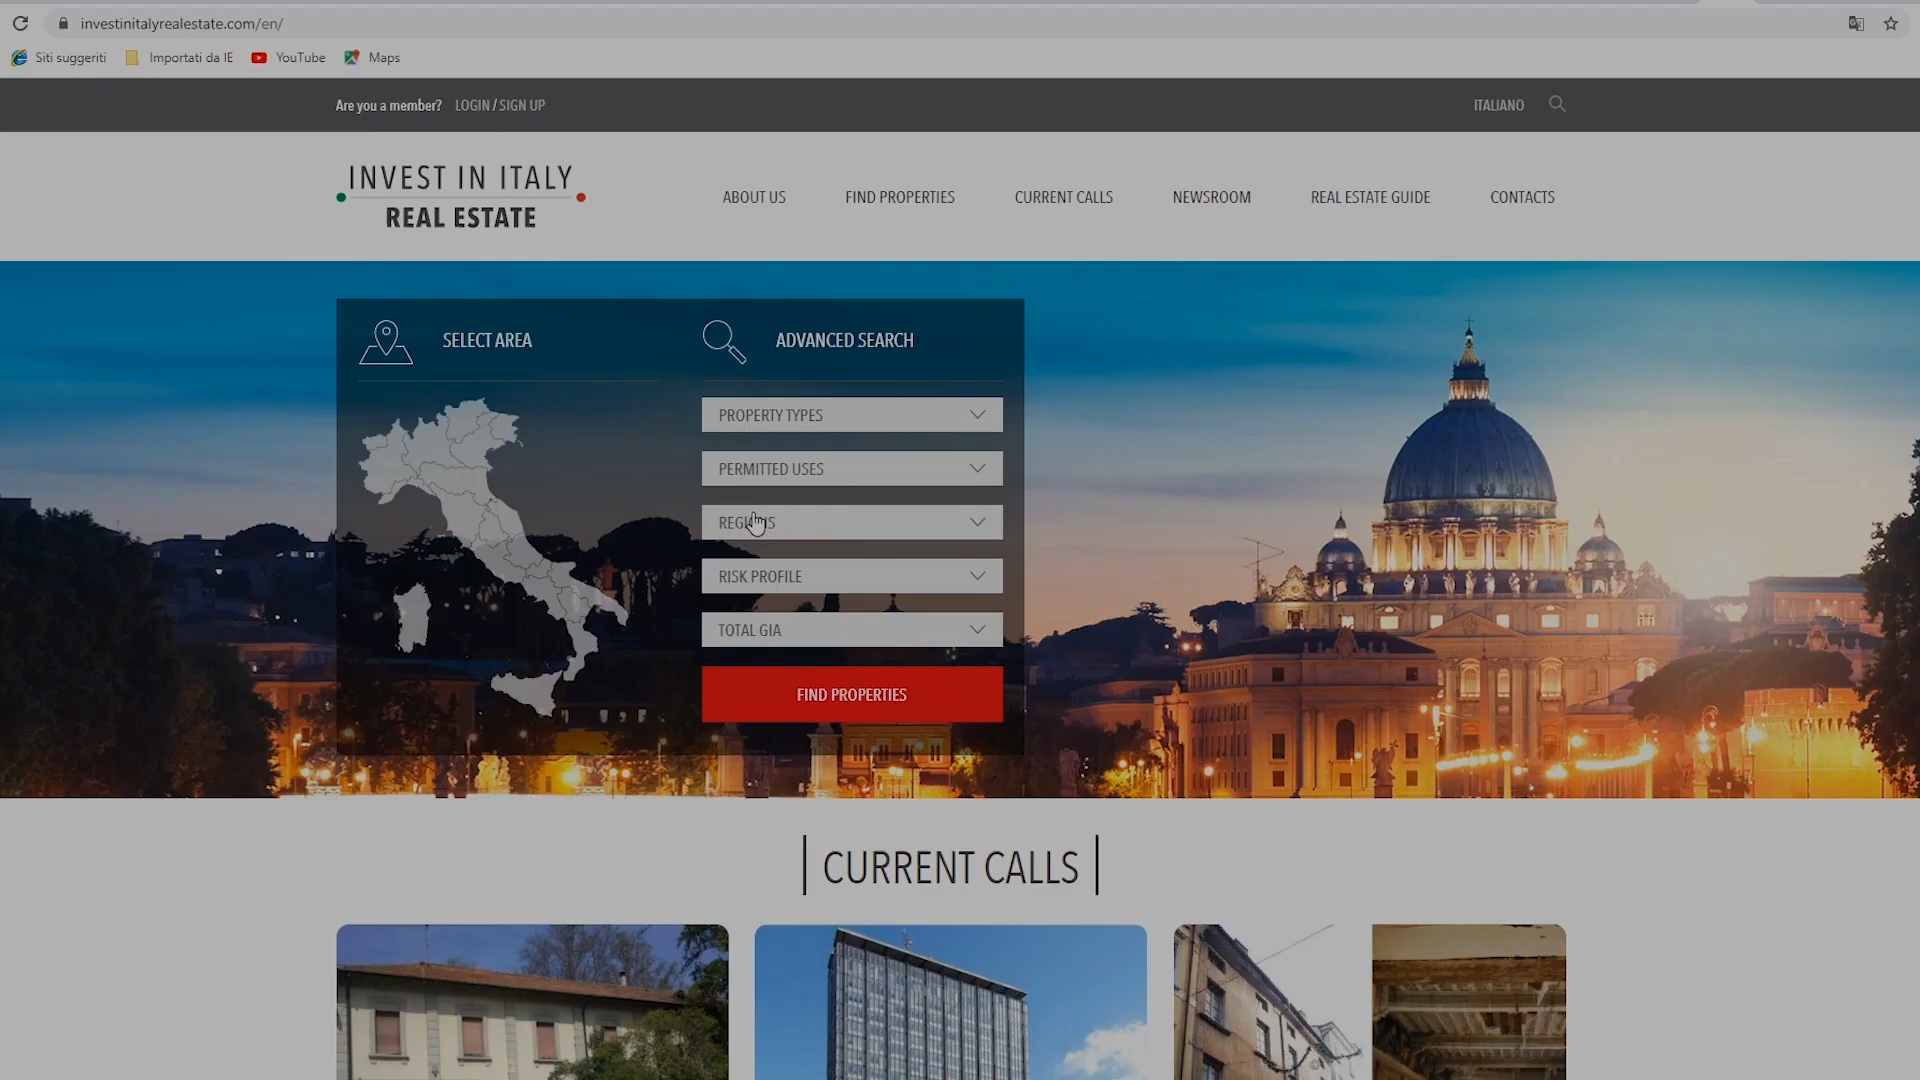 investinitalyrealestate.com/en/
Siti suggeriti Importati da IE YouTube Maps
Are you a member? LOGIN / SIGN UP ITALIANO
INVEST IN ITALY
REAL ESTATE
ABOUT US FIND PROPERTIES CURRENT CALLS NEWSROOM REAL ESTATE GUIDE CONTACTS
SELECT AREA
ADVANCED SEARCH
PROPERTY TYPES
PERMITTED USES
REGIONS
RISK PROFILE
TOTAL GIA
FIND PROPERTIES
CURRENT CALLS